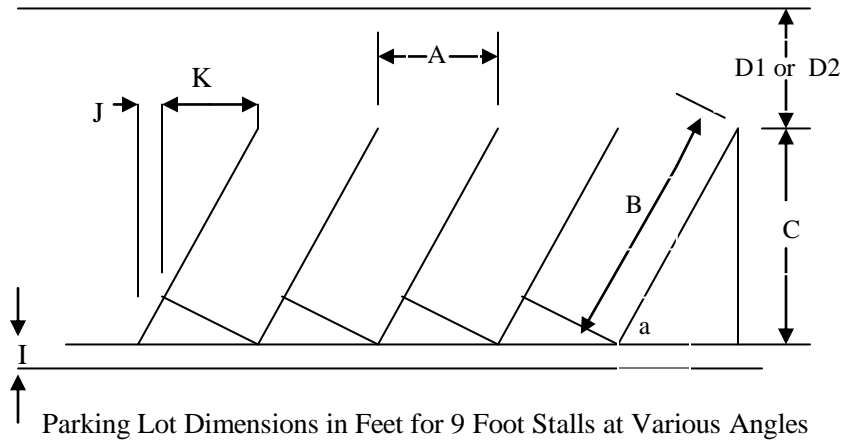 A
D1 or D2
K
J
B
C
a
I
Parking Lot Dimensions in Feet for 9 Foot Stalls at Various Angles